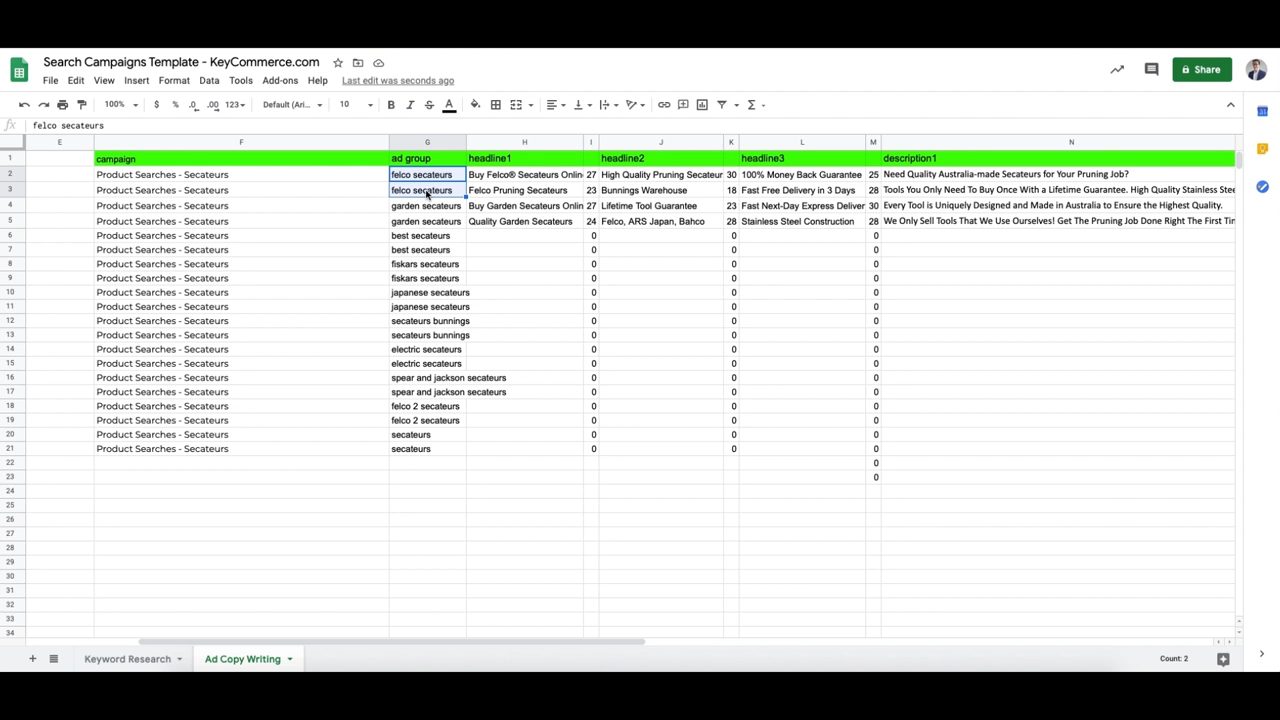 Search Campaigns Template - KeyCommerce.com
File Edit View Insert Format Data Tools Add-ons Help Last edit was seconds ago
Share
100% $ % .0 .00 123 Default (Ari... 10 B I S A
fx felco secateurs
E F G H I J K L M N
1 campaign ad group headline1 headline2 headline3 description1
2 Product Searches - Secateurs felco secateurs Buy Felco® Secateurs Onlin 27 High Quality Pruning Secateur 30 100% Money Back Guarantee 25 Need Quality Australia-made Secateurs for Your Pruning Job?
3 Product Searches - Secateurs felco secateurs Felco Pruning Secateurs 23 Bunnings Warehouse 18 Fast Free Delivery in 3 Days 28 Tools You Only Need To Buy Once With a Lifetime Guarantee. High Quality Stainless Stee
4 Product Searches - Secateurs garden secateurs Buy Garden Secateurs Onlin 27 Lifetime Tool Guarantee 23 Fast Next-Day Express Deliver 30 Every Tool is Uniquely Designed and Made in Australia to Ensure the Highest Quality.
5 Product Searches - Secateurs garden secateurs Quality Garden Secateurs 24 Felco, ARS Japan, Bahco 28 Stainless Steel Construction 28 We Only Sell Tools That We Use Ourselves! Get The Pruning Job Done Right The First Tim
6 Product Searches - Secateurs best secateurs 0 0 0
7 Product Searches - Secateurs best secateurs 0 0 0
8 Product Searches - Secateurs fiskars secateurs 0 0 0
9 Product Searches - Secateurs fiskars secateurs 0 0 0
10 Product Searches - Secateurs japanese secateurs 0 0 0
11 Product Searches - Secateurs japanese secateurs 0 0 0
12 Product Searches - Secateurs secateurs bunnings 0 0 0
13 Product Searches - Secateurs secateurs bunnings 0 0 0
14 Product Searches - Secateurs electric secateurs 0 0 0
15 Product Searches - Secateurs electric secateurs 0 0 0
16 Product Searches - Secateurs spear and jackson secateurs 0 0 0
17 Product Searches - Secateurs spear and jackson secateurs 0 0 0
18 Product Searches - Secateurs felco 2 secateurs 0 0 0
19 Product Searches - Secateurs felco 2 secateurs 0 0 0
20 Product Searches - Secateurs secateurs 0 0 0
21 Product Searches - Secateurs secateurs 0 0 0
22 0
23 0
24
25
26
27
28
29
30
31
32
33
34
Keyword Research Ad Copy Writing Count: 2